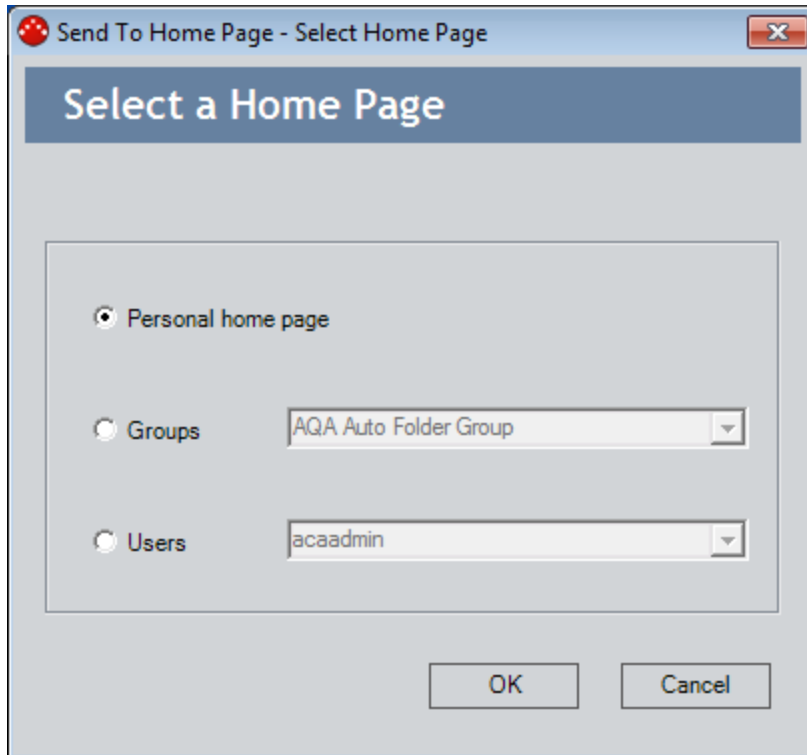 Send To Home Page - Select Home Page
Select a Home Page
Personal home page
Groups AQA Auto Folder Group
Users acaadmin
OK Cancel